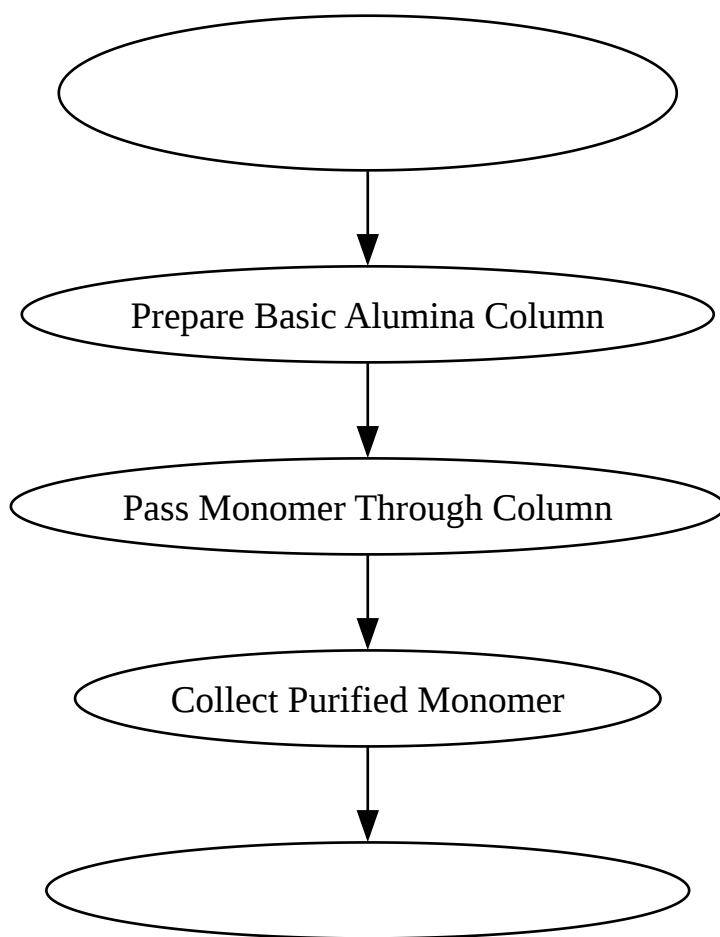 Prepare Basic Alumina Column
Pass Monomer Through Column
Collect Purified Monomer